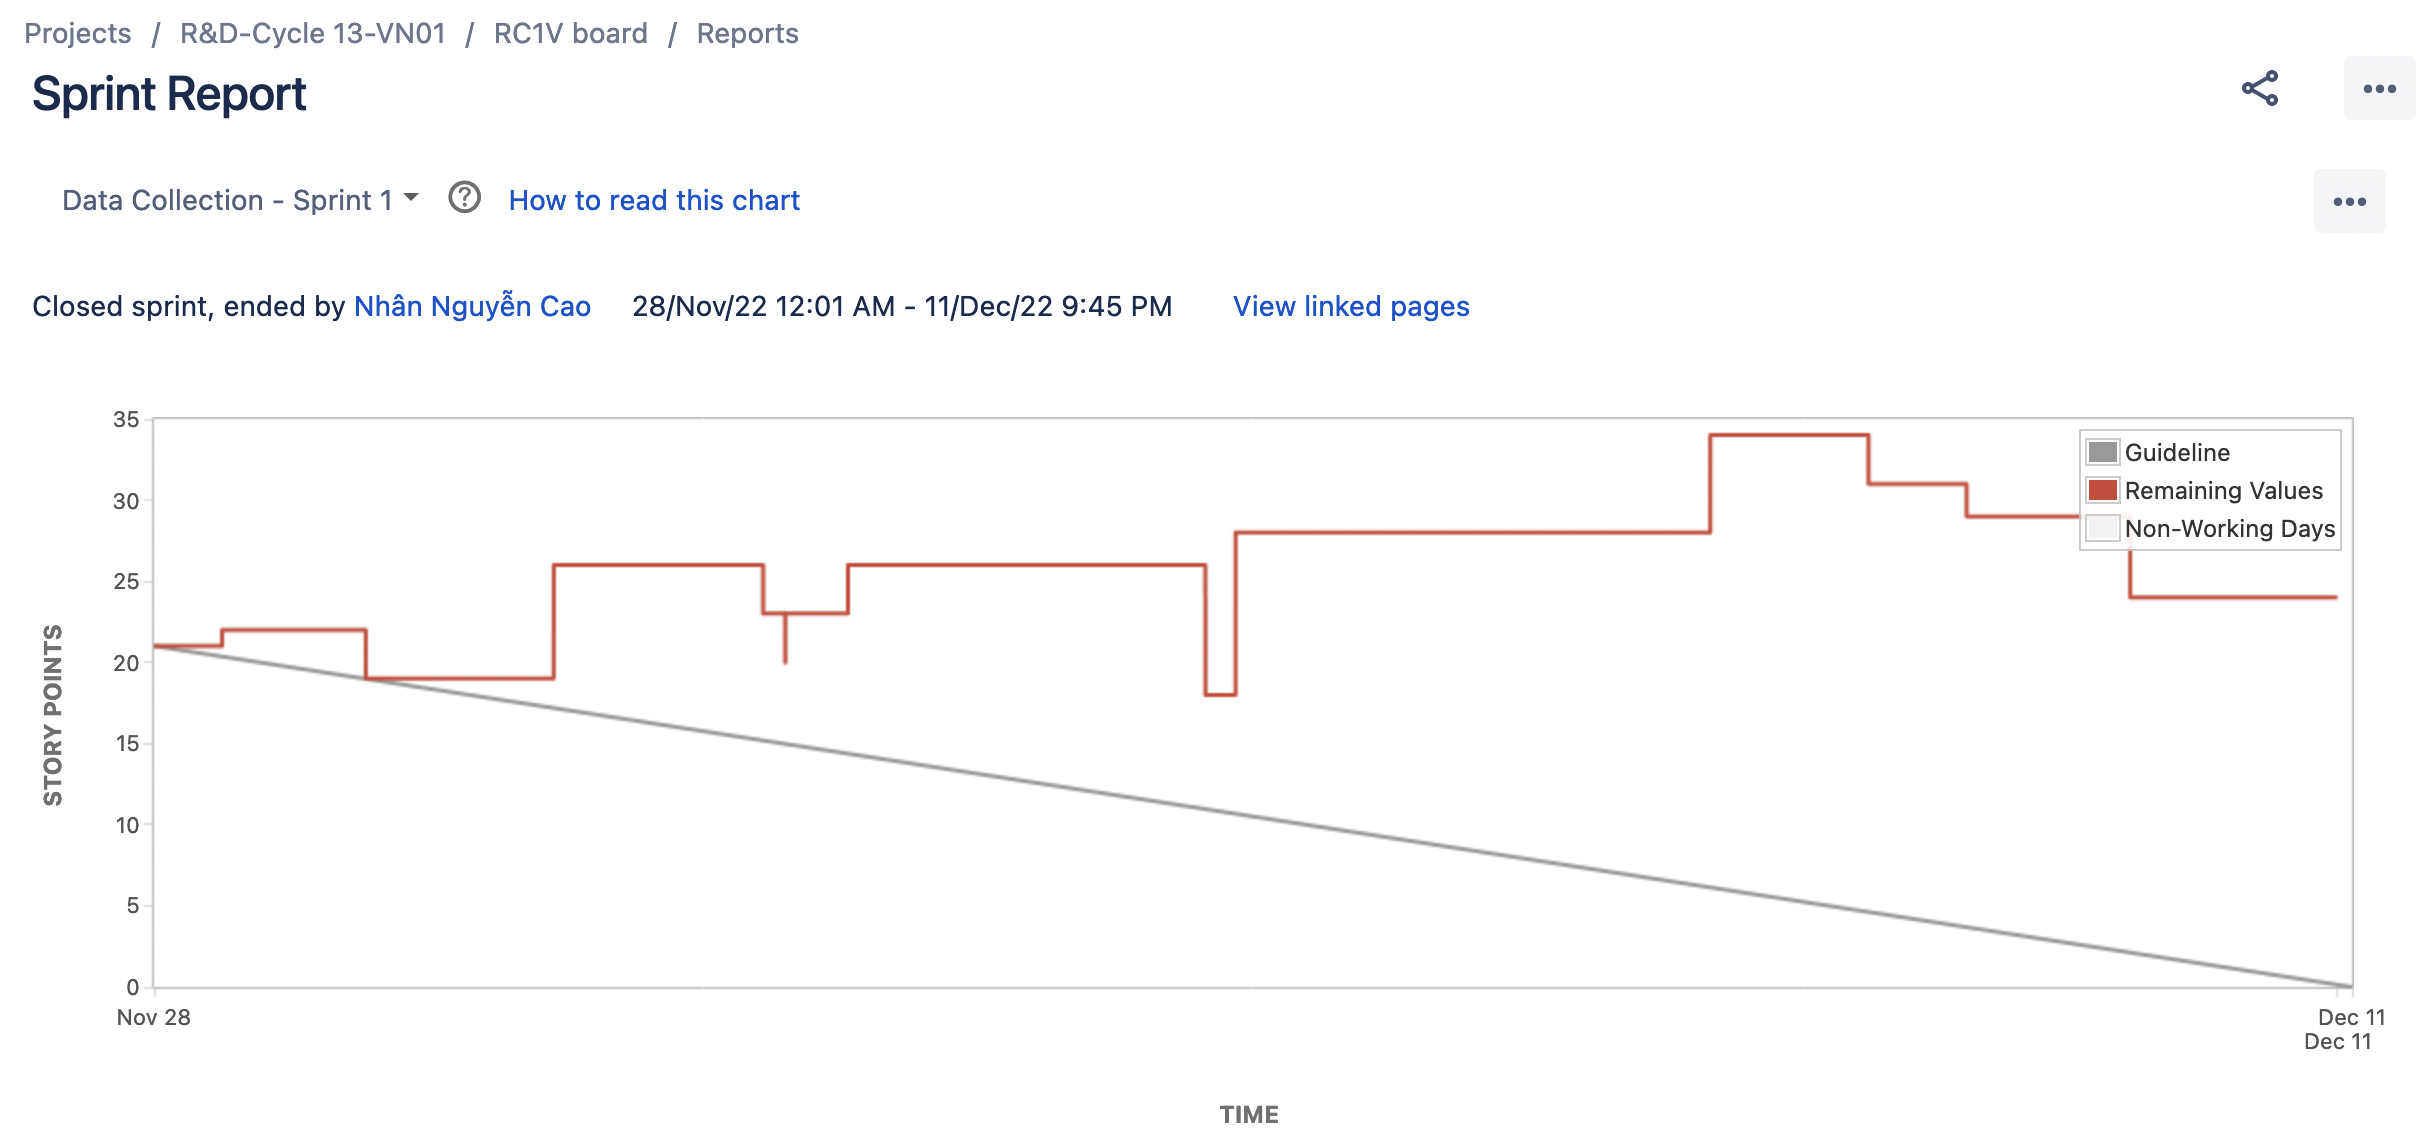 Projects / R&D-Cycle 13-VN01 / RC1V board / Reports
Sprint Report
Data Collection - Sprint 1 How to read this chart
Closed sprint, ended by Nhân Nguyễn Cao 28/Nov/22 12:01 AM - 11/Dec/22 9:45 PM View linked pages
35
30
25
20
15
10
5
0
STORY POINTS
Guideline
Remaining Values
Non-Working Days
Nov 28
Dec 11
Dec 11
TIME